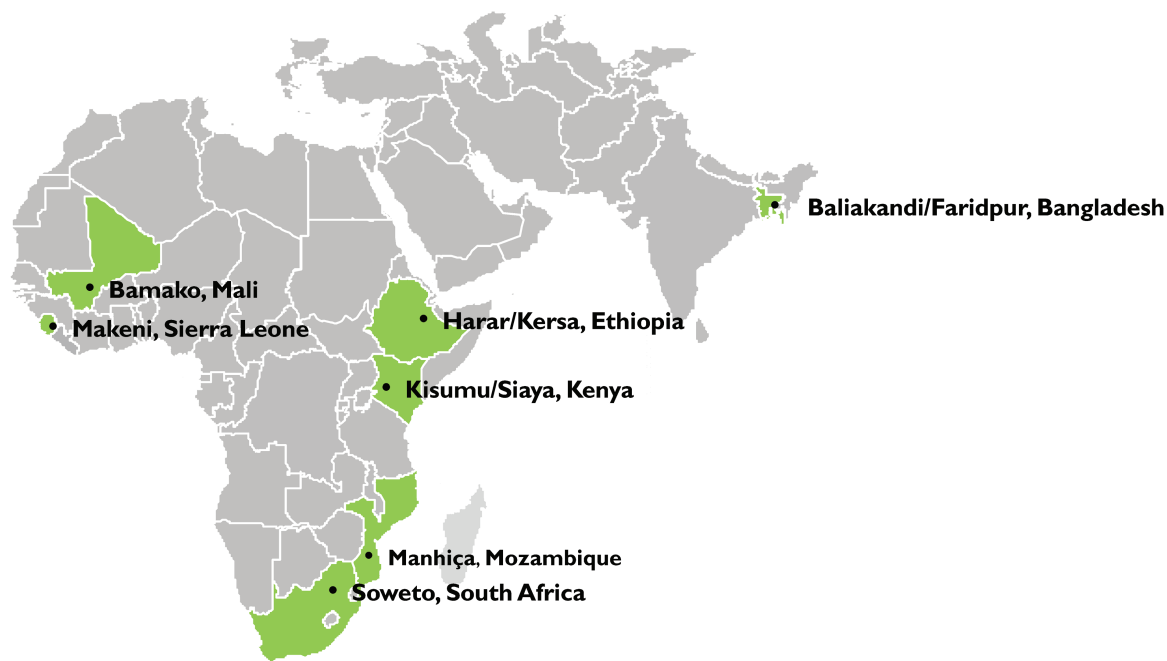 Baliakandi/Faridpur, Bangladesh
Bamako, Mali
Makeni, Sierra Leone
Harar/Kersa, Ethiopia
Kisumu/Siaya, Kenya
Manhiça, Mozambique
Soweto, South Africa